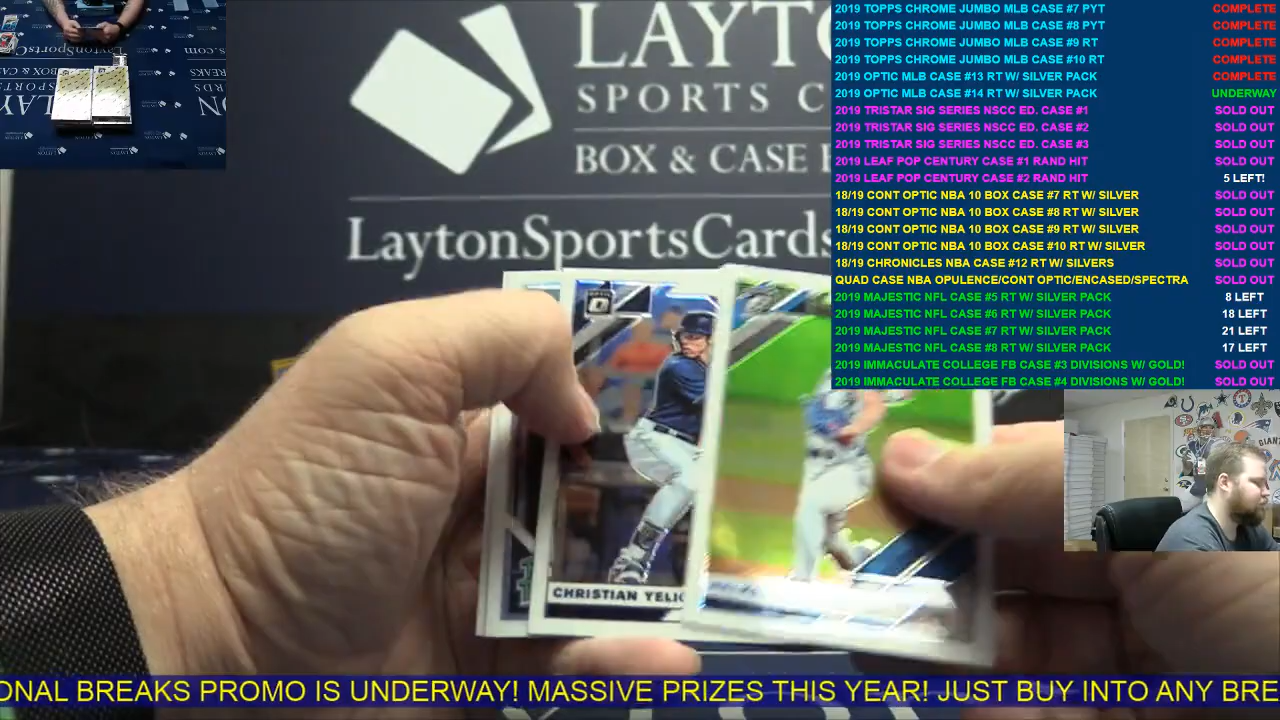 LAYTO
SPORTS C
BOX & CASE
LaytonSportsCards
2019 TOPPS CHROME JUMBO MLB CASE #7 PYT COMPLETE
2019 TOPPS CHROME JUMBO MLB CASE #8 PYT COMPLETE
2019 TOPPS CHROME JUMBO MLB CASE #9 RT COMPLETE
2019 TOPPS CHROME JUMBO MLB CASE #10 RT COMPLETE
2019 OPTIC MLB CASE #13 RT W/ SILVER PACK COMPLETE
2019 OPTIC MLB CASE #14 RT W/ SILVER PACK UNDERWAY
2019 TRISTAR SIG SERIES NSCC ED. CASE #1 SOLD OUT
2019 TRISTAR SIG SERIES NSCC ED. CASE #2 SOLD OUT
2019 TRISTAR SIG SERIES NSCC ED. CASE #3 SOLD OUT
2019 LEAF POP CENTURY CASE #1 RAND HIT SOLD OUT
2019 LEAF POP CENTURY CASE #2 RAND HIT 5 LEFT!
18/19 CONT OPTIC NBA 10 BOX CASE #7 RT W/ SILVER SOLD OUT
18/19 CONT OPTIC NBA 10 BOX CASE #8 RT W/ SILVER SOLD OUT
18/19 CONT OPTIC NBA 10 BOX CASE #9 RT W/ SILVER SOLD OUT
18/19 CONT OPTIC NBA 10 BOX CASE #10 RT W/ SILVER SOLD OUT
18/19 CHRONICLES NBA CASE #12 RT W/ SILVERS SOLD OUT
QUAD CASE NBA OPULENCE/CONT OPTIC/ENCASED/SPECTRA SOLD OUT
2019 MAJESTIC NFL CASE #5 RT W/ SILVER PACK 8 LEFT
2019 MAJESTIC NFL CASE #6 RT W/ SILVER PACK 18 LEFT
2019 MAJESTIC NFL CASE #7 RT W/ SILVER PACK 21 LEFT
2019 MAJESTIC NFL CASE #8 RT W/ SILVER PACK 17 LEFT
2019 IMMACULATE COLLEGE FB CASE #3 DIVISIONS W/ GOLD! SOLD OUT
2019 IMMACULATE COLLEGE FB CASE #4 DIVISIONS W/ GOLD! SOLD OUT
CHRISTIAN YELIC
ONAL BREAKS PROMO IS UNDERWAY! MASSIVE PRIZES THIS YEAR! JUST BUY INTO ANY BRE